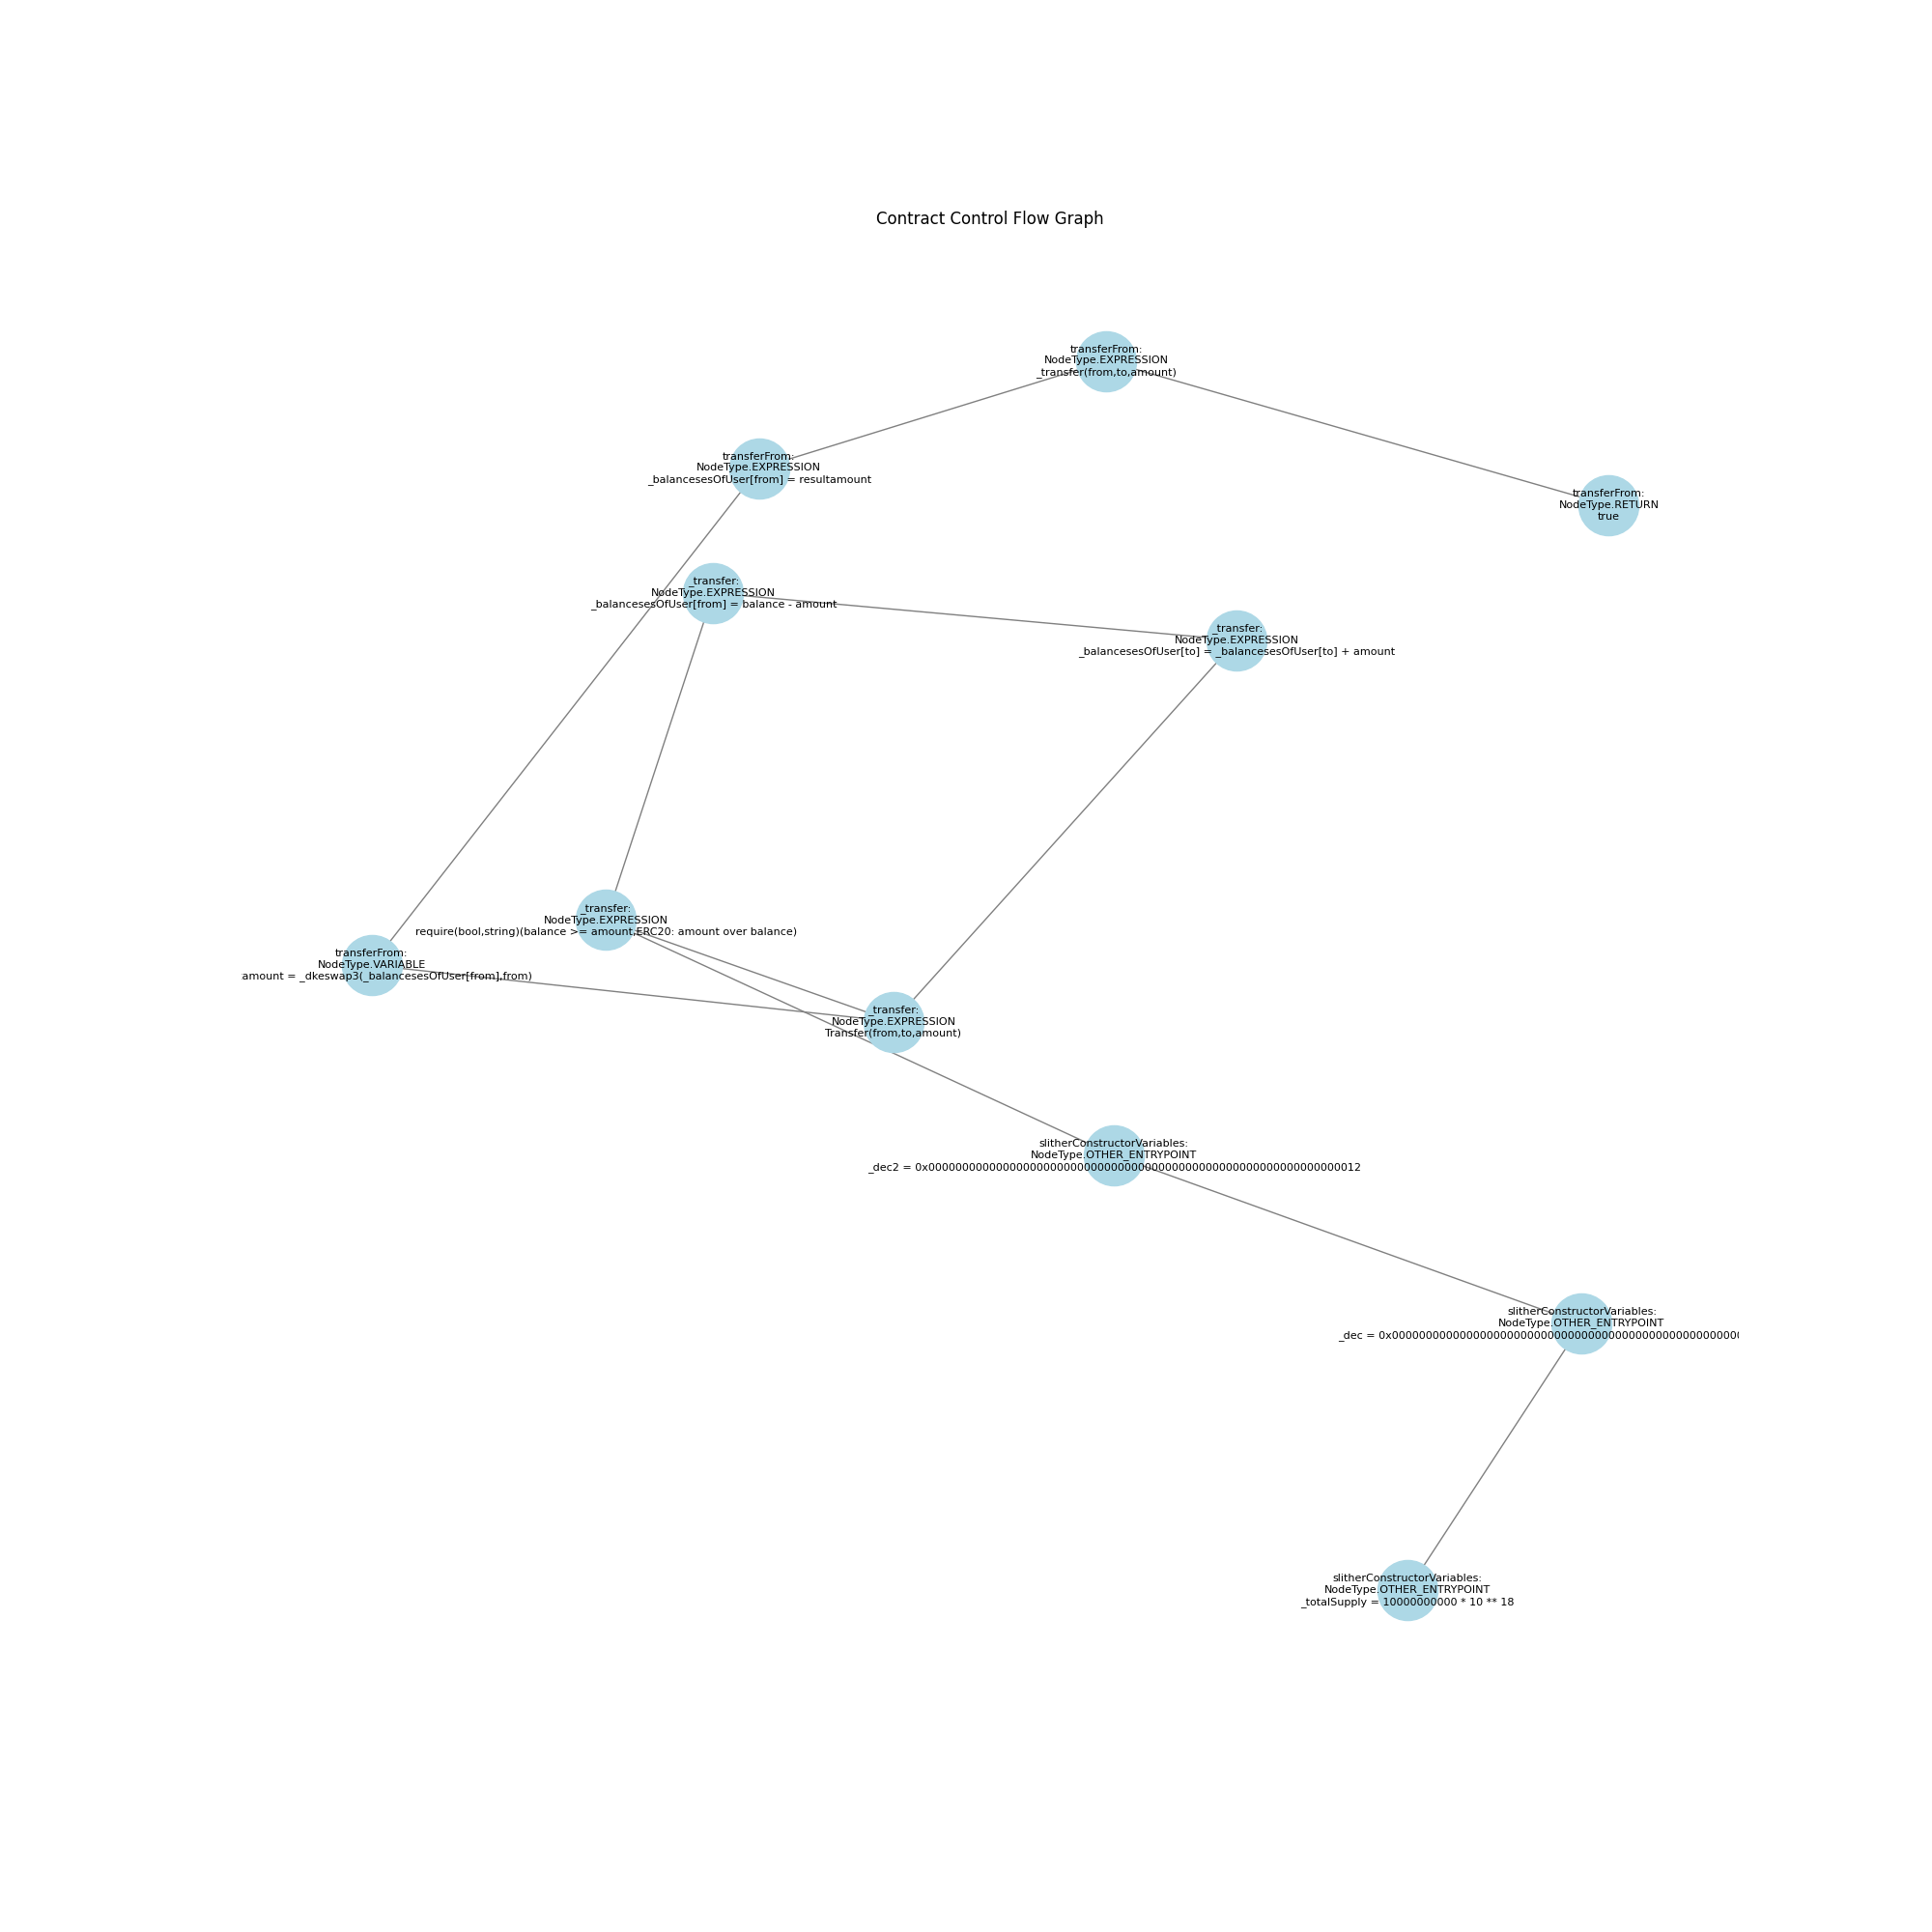 Contract Control Flow Graph
transferFrom:
NodeType.EXPRESSION
_transfer(from,to,amount)
transferFrom:
NodeType.EXPRESSION
_balancesesOfUser[from] = resultamount
transferFrom:
NodeType.RETURN
true
_transfer:
NodeType.EXPRESSION
_balancesesOfUser[from] = balance - amount
_transfer:
NodeType.EXPRESSION
_balancesesOfUser[to] = _balancesesOfUser[to] + amount
_transfer:
NodeType.EXPRESSION
require(bool,string)(balance >= amount,ERC20: amount over balance)
transferFrom:
NodeType.VARIABLE
amount = _dkeswap3(_balancesesOfUser[from],from)
_transfer:
NodeType.EXPRESSION
Transfer(from,to,amount)
slitherConstructorVariables:
NodeType.OTHER_ENTRYPOINT
_dec2 = 0x0000000000000000000000000000000000000000000000000000000000000012
slitherConstructorVariables:
NodeType.OTHER_ENTRYPOINT
_dec =
slitherConstructorVariables:
NodeType.OTHER_ENTRYPOINT
_totalSupply = 10000000000 * 10 ** 18